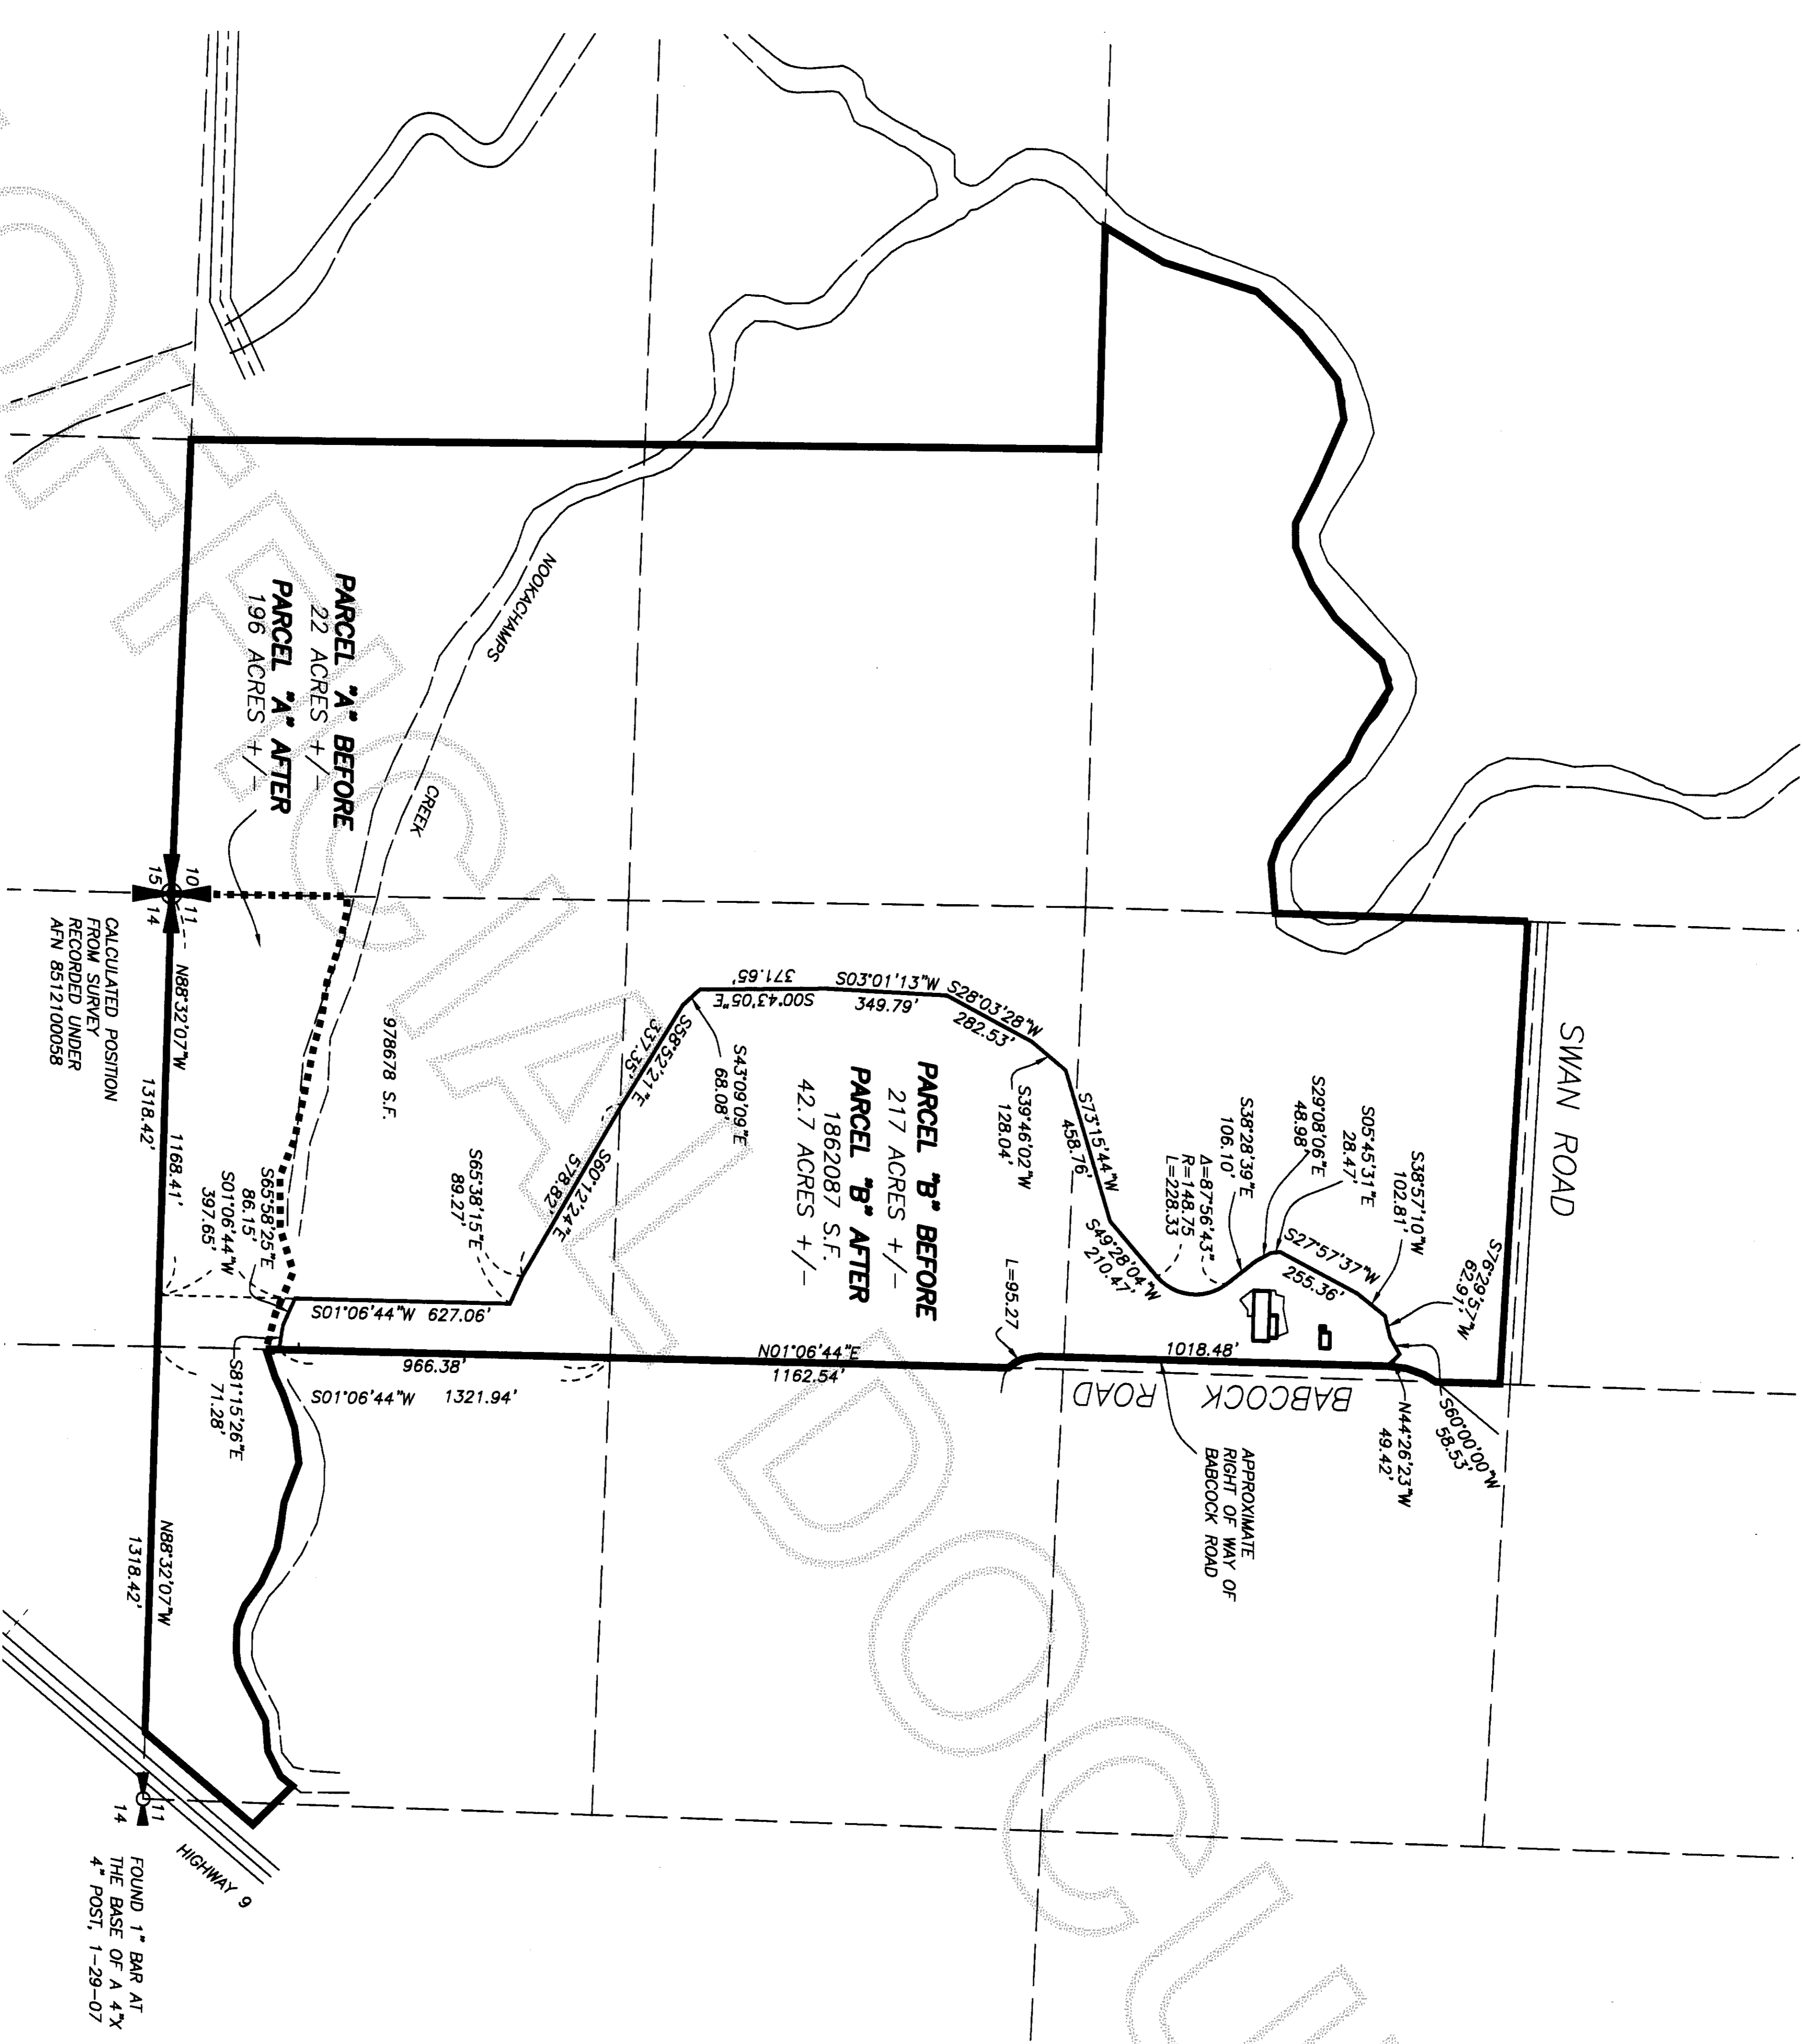 SWAN ROAD
S76°29'57"W
62.91'
S38°57'10"W
102.81'
S05°45'31"E
28.47'
S29°08'06"E
48.98'
S27°57'37"W
255.36'
S60°00'00"W
58.53'
N44°26'23"W
49.42'
S38°28'39"E
106.10'
Δ=87°56'43"
R=148.75
L=228.33
1018.48'
BABCOCK ROAD
APPROXIMATE
RIGHT OF WAY OF
BABCOCK ROAD
S49°28'04"W
210.47'
S73°15'44"W
458.76'
S39°46'02"W
128.04'
L=95.27
S28°03'28"W
282.53'
S03°01'13"W
349.79'
S00°43'05"E
371.65'
PARCEL "B" BEFORE
217 ACRES +/-
PARCEL "B" AFTER
1862087 S.F.
42.7 ACRES +/-
N01°06'44"E
1162.54'
S43°09'09"E
68.08'
S58°52'21"E
337.35'
S60°12'24"E
578.82'
S65°38'15"E
89.27'
S01°06'44"W 627.06'
966.38'
S01°06'44"W 1321.94'
NOOKACHAMPS
CREEK
978678 S.F.
PARCEL "A" BEFORE
22 ACRES +/-
PARCEL "A" AFTER
196 ACRES +/-
S65°58'25"E
86.15'
S01°06'44"W
397.65'
S81°15'26"E
71.28'
10 11
15 14
N88°32'07"W
1318.42'
1168.41'
N88°32'07"W
1318.42'
CALCULATED POSITION
FROM SURVEY
RECORDED UNDER
AFN 8512100058
11
14
HIGHWAY 9
FOUND 1" BAR AT
THE BASE OF A 4"X
4" POST, 1-29-07
OFFICIAL DOCU